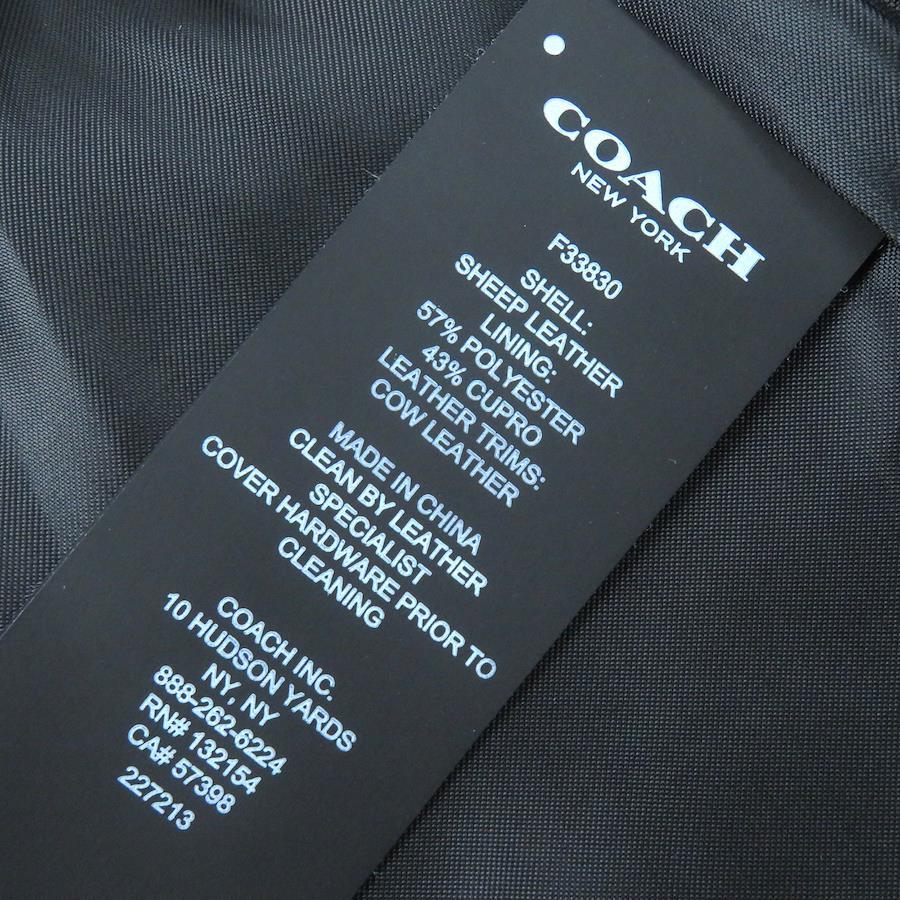 COACH
NEW YORK
F33830
SHELL:
SHEEP LEATHER
LINING:
57% POLYESTER
43% CUPRO
LEATHER TRIMS:
COW LEATHER
MADE IN CHINA
CLEAN BY LEATHER
SPECIALIST
COVER HARDWARE PRIOR TO
CLEANING
COACH INC.
10 HUDSON YARDS
NY, NY
888-262-6224
RN# 132154
CA# 57398
227213